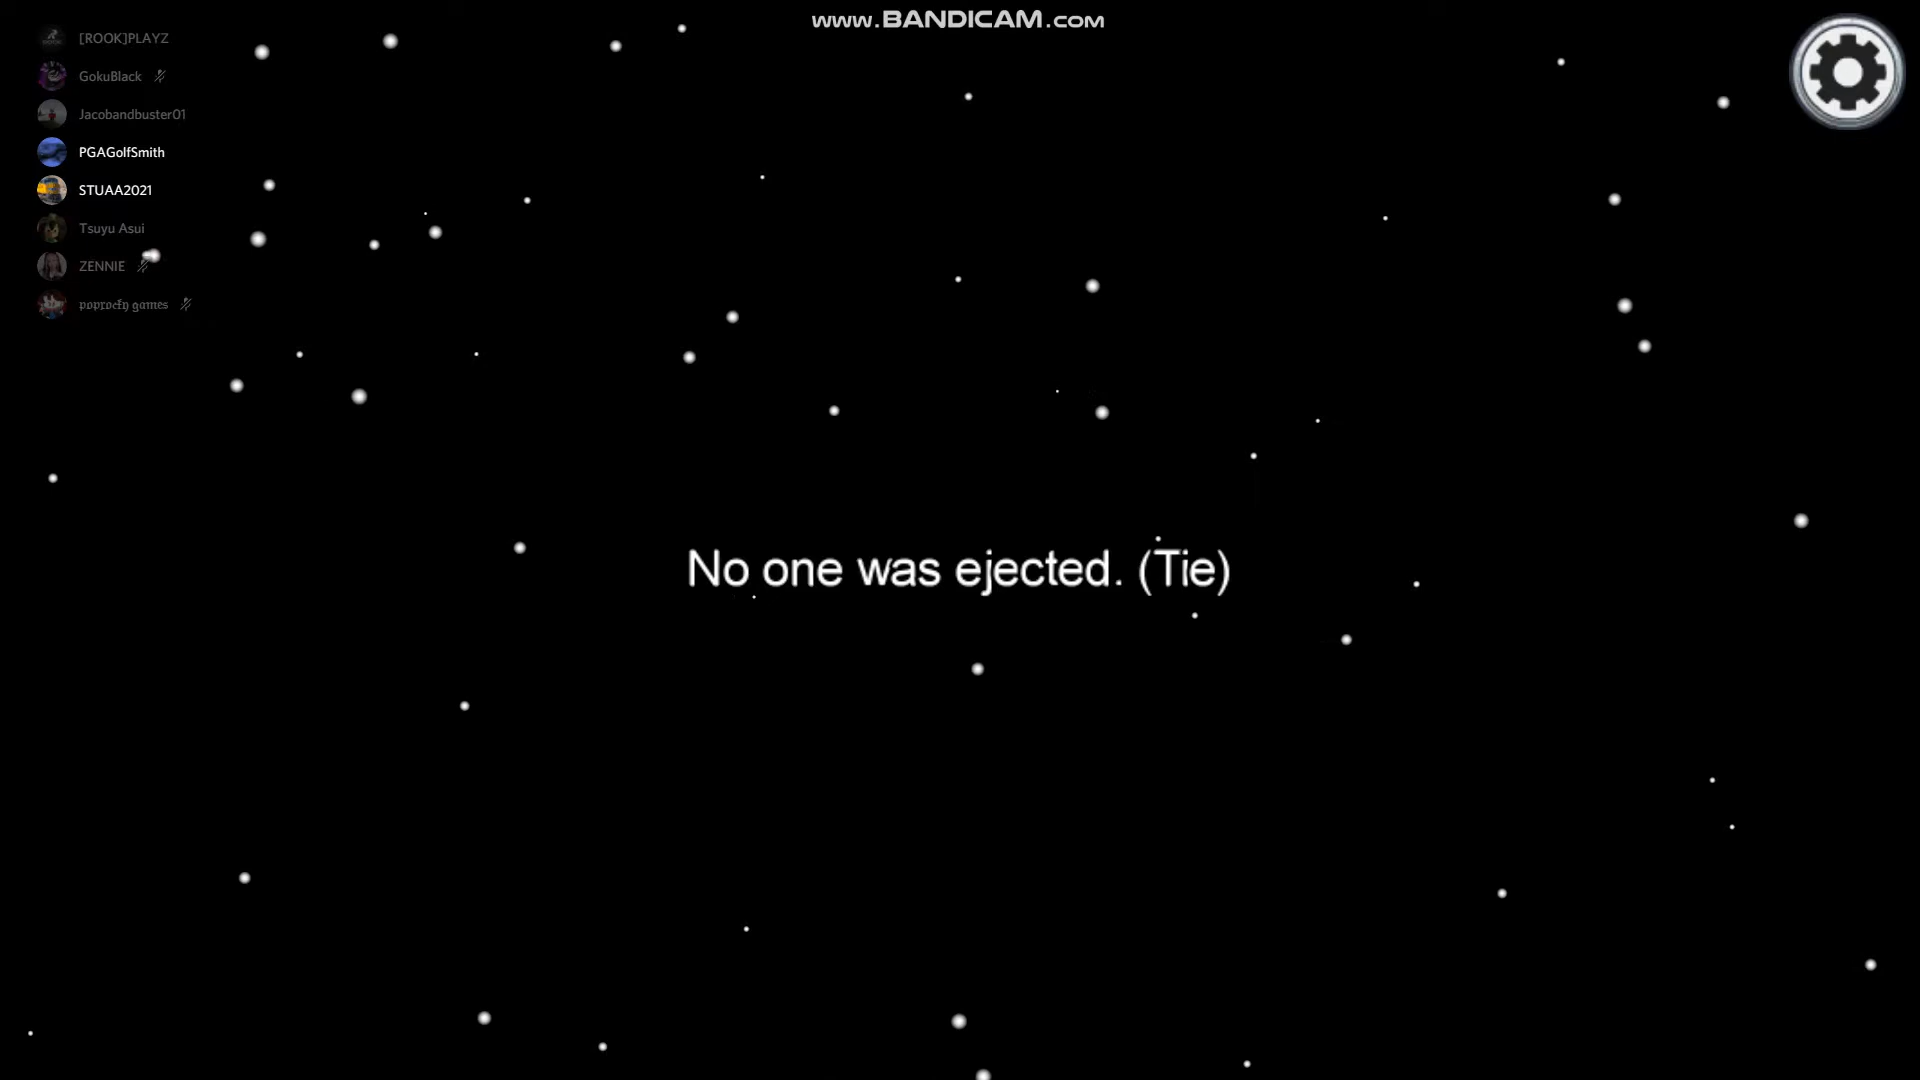 www.BANDICAM.com
[ROOK]PLAYZ
GokuBlack
Jacobandbuster01
PGAGolfSmith
STUAA2021
Tsuyu Asui
ZENNIE
𝔭𝔬𝔭𝔯𝔬𝔠𝔨𝔶 𝔤𝔞𝔪𝔢𝔰
No one was ejected. (Tie)